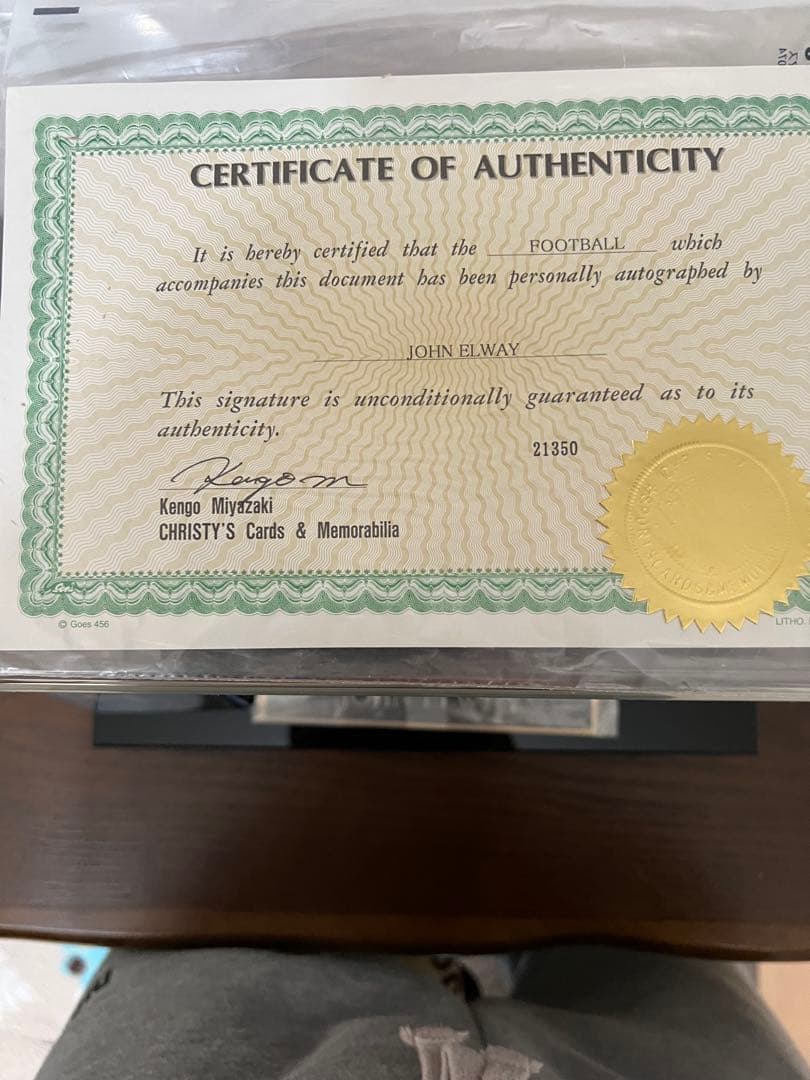 CERTIFICATE OF AUTHENTICITY
It is hereby certified that the FOOTBALL which
accompanies this document has been personally autographed by
JOHN ELWAY
This signature is unconditionally guaranteed as to its
authenticity.
21350
Kengo Miyazaki
CHRISTY'S Cards & Memorabilia
© Goes 456
LITHO.